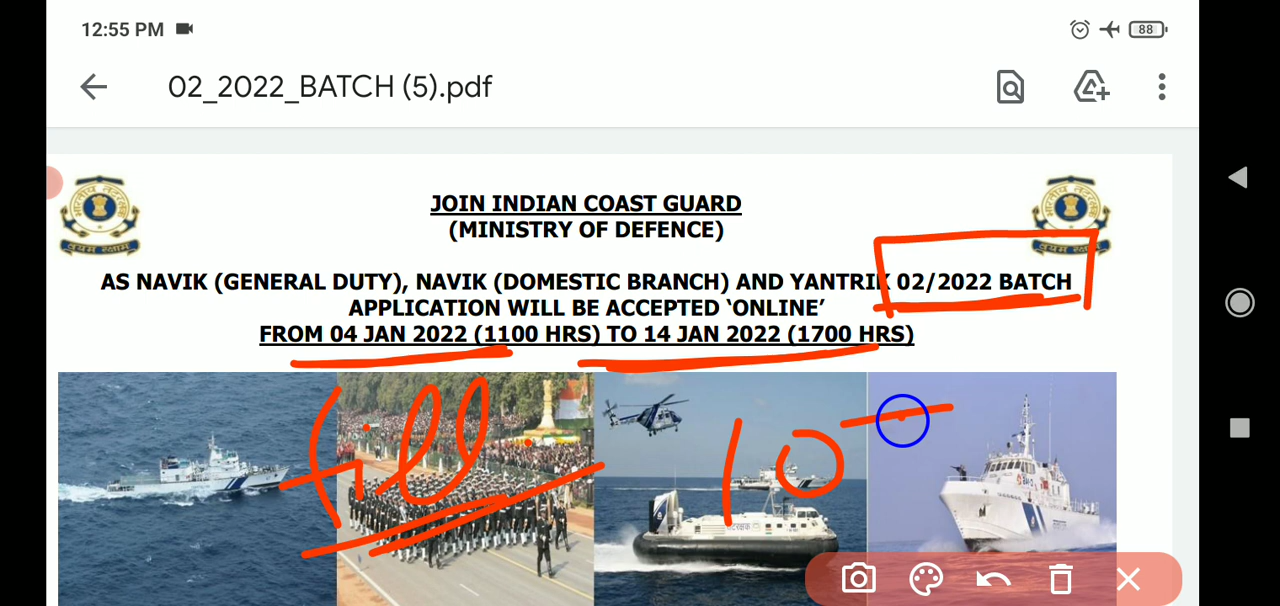 12:55 PM 88
02_2022_BATCH (5).pdf
JOIN INDIAN COAST GUARD
(MINISTRY OF DEFENCE)
AS NAVIK (GENERAL DUTY), NAVIK (DOMESTIC BRANCH) AND YANTRIK 02/2022 BATCH
APPLICATION WILL BE ACCEPTED ‘ONLINE’
FROM 04 JAN 2022 (1100 HRS) TO 14 JAN 2022 (1700 HRS)
fill 10